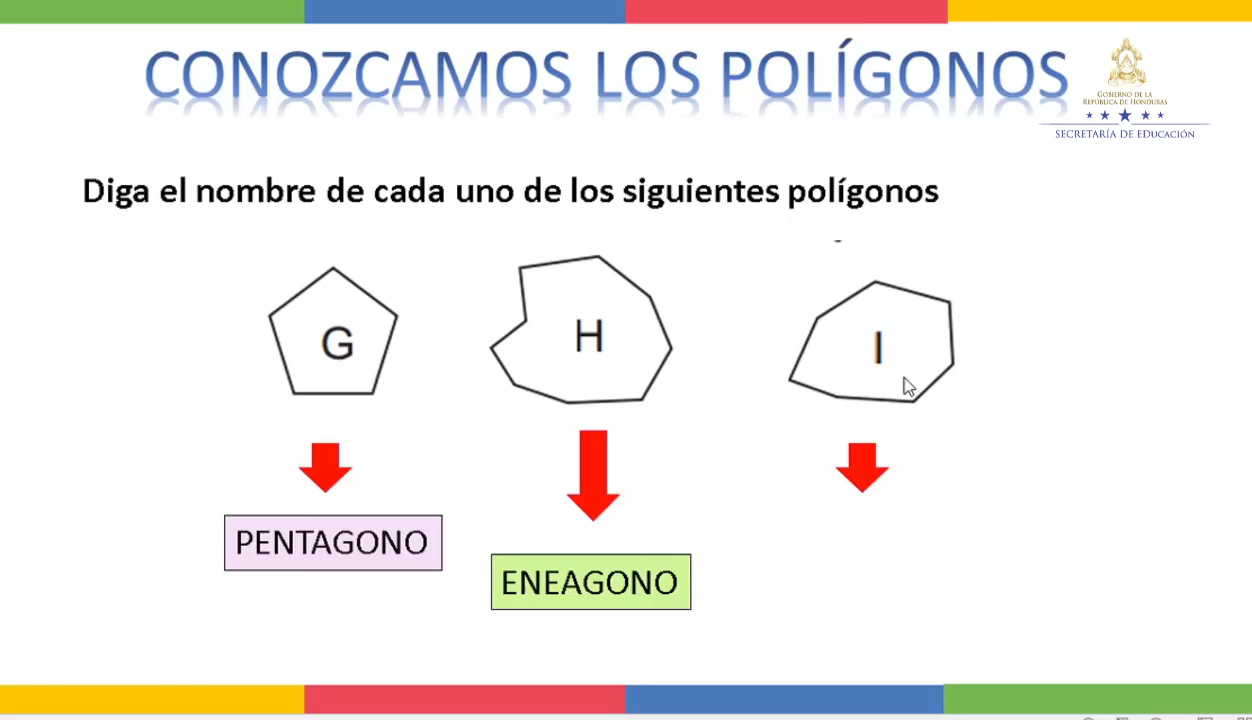 CONOZCAMOS LOS POLÍGONOS
GOBIERNO DE LA
REPÚBLICA DE HONDURAS
SECRETARÍA DE EDUCACIÓN
Diga el nombre de cada uno de los siguientes polígonos
G H I
PENTAGONO
ENEAGONO